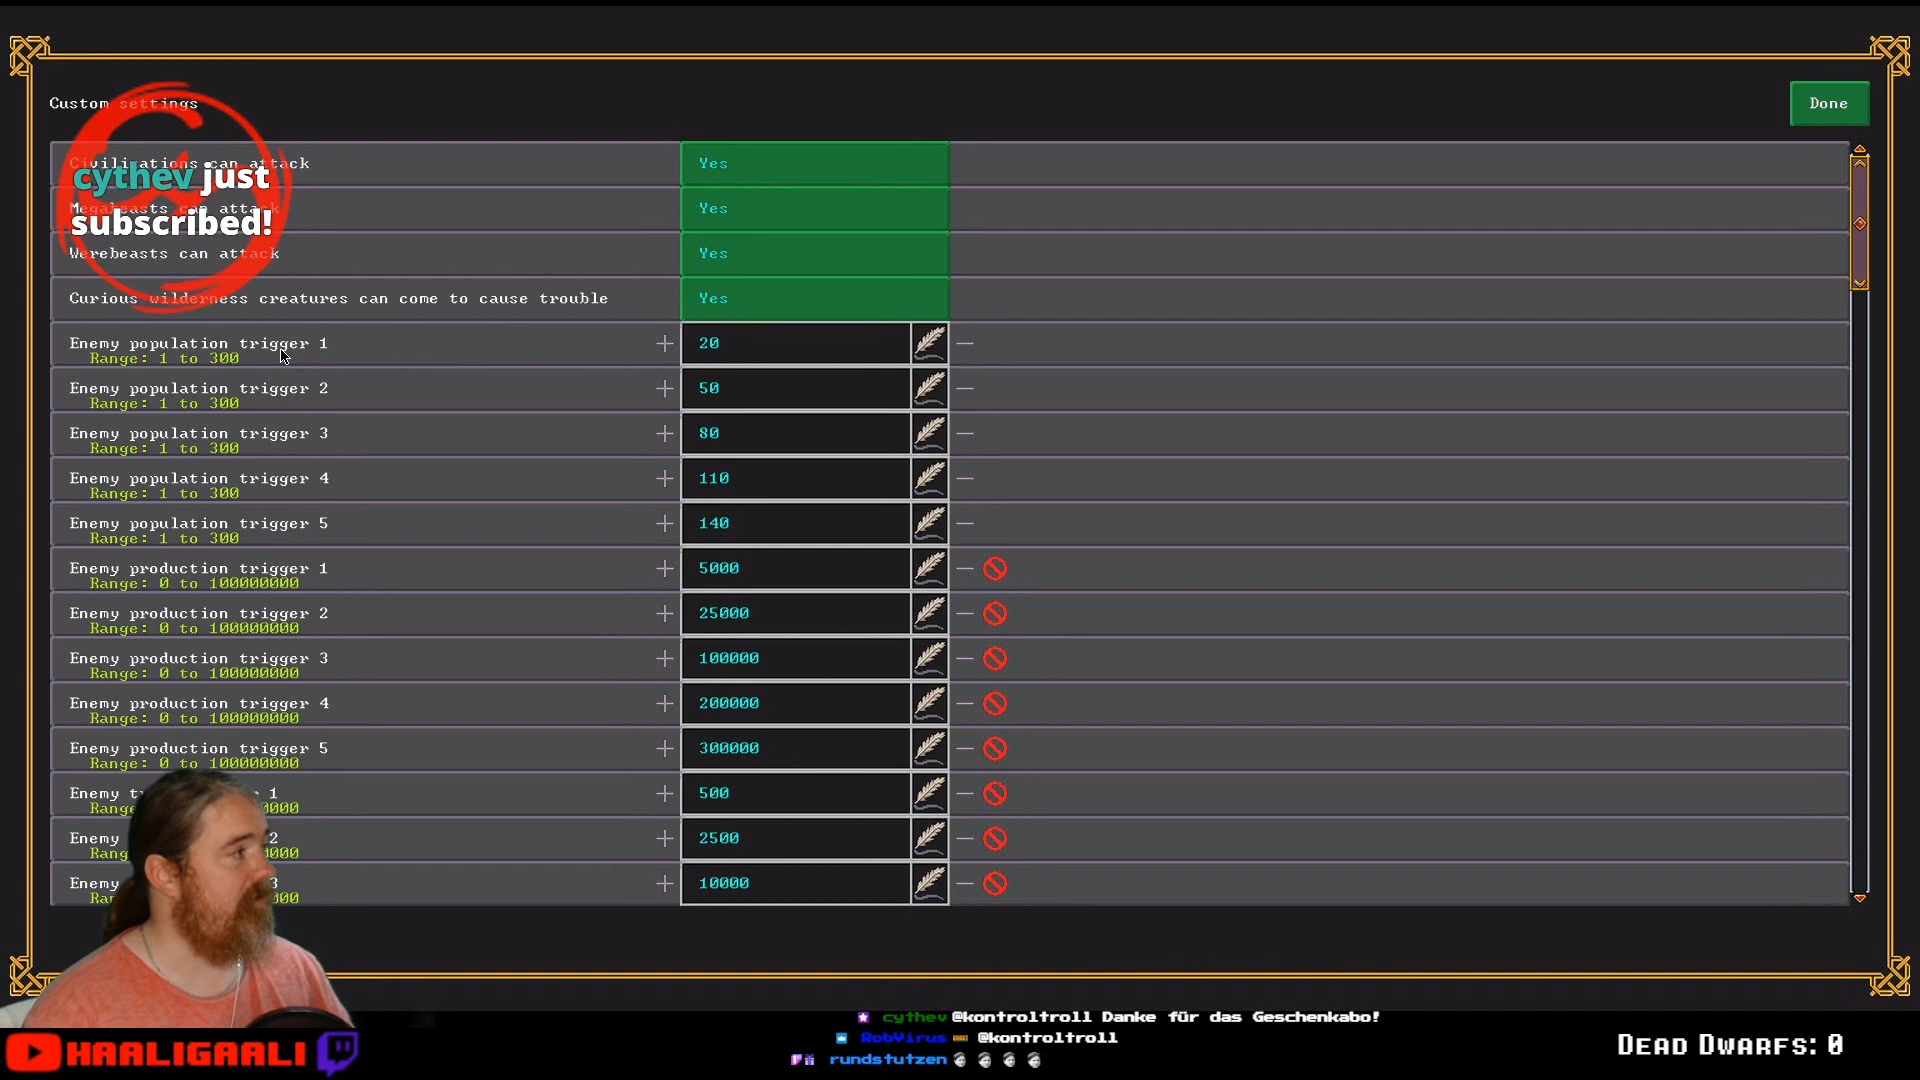 Custom settings
Done
Civilizations can attack Yes
cythev just
subscribed!
Megabeasts can attack Yes
Werebeasts can attack Yes
Curious wilderness creatures can come to cause trouble Yes
Enemy population trigger 1 20
Range: 1 to 300
Enemy population trigger 2 50
Range: 1 to 300
Enemy population trigger 3 80
Range: 1 to 300
Enemy population trigger 4 110
Range: 1 to 300
Enemy population trigger 5 140
Range: 1 to 300
Enemy production trigger 1 5000
Range: 0 to 100000000
Enemy production trigger 2 25000
Range: 0 to 100000000
Enemy production trigger 3 100000
Range: 0 to 100000000
Enemy production trigger 4 200000
Range: 0 to 100000000
Enemy production trigger 5 300000
Range: 0 to 100000000
Enemy 1 500
Enemy 2 2500
Enemy 3 10000
cythev @kontroltroll Danke für das Geschenkabo!
RobVirus @kontroltroll
rundstutzen
HAALIGAALI
Dead Dwarfs: 0